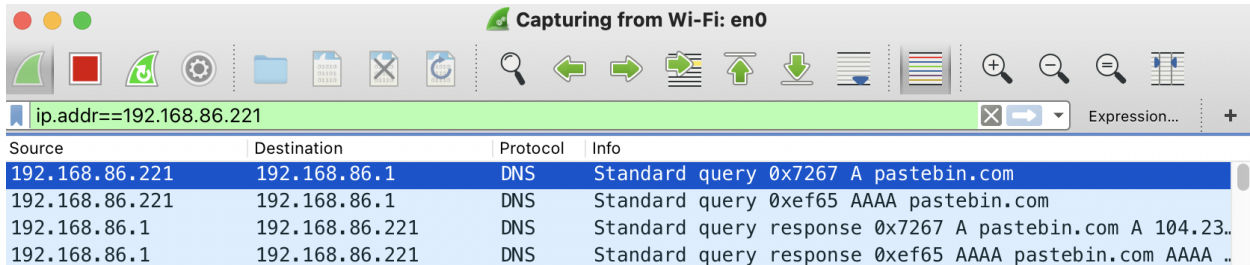 Capturing from Wi-Fi: en0
ip.addr==192.168.86.221 Expression... +
Source Destination Protocol Info
192.168.86.221 192.168.86.1 DNS Standard query 0x7267 A pastebin.com
192.168.86.221 192.168.86.1 DNS Standard query 0xef65 AAAA pastebin.com
192.168.86.1 192.168.86.221 DNS Standard query response 0x7267 A pastebin.com A 104.23…
192.168.86.1 192.168.86.221 DNS Standard query response 0xef65 AAAA pastebin.com AAAA …